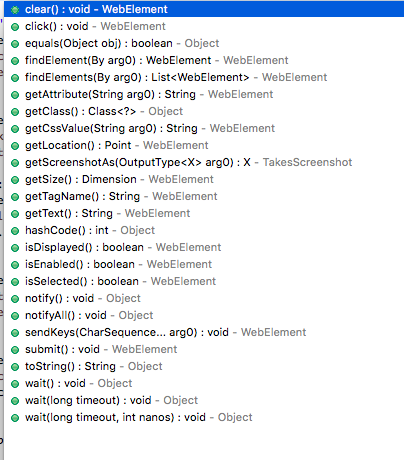 clear() : void - WebElement
click() : void - WebElement
equals(Object obj) : boolean - Object
findElement(By arg0) : WebElement - WebElement
findElements(By arg0) : List<WebElement> - WebElement
getAttribute(String arg0) : String - WebElement
getClass() : Class<?> - Object
getCssValue(String arg0) : String - WebElement
getLocation() : Point - WebElement
getScreenshotAs(OutputType<X> arg0) : X - TakesScreenshot
getSize() : Dimension - WebElement
getTagName() : String - WebElement
getText() : String - WebElement
hashCode() : int - Object
isDisplayed() : boolean - WebElement
isEnabled() : boolean - WebElement
isSelected() : boolean - WebElement
notify() : void - Object
notifyAll() : void - Object
sendKeys(CharSequence... arg0) : void - WebElement
submit() : void - WebElement
toString() : String - Object
wait() : void - Object
wait(long timeout) : void - Object
wait(long timeout, int nanos) : void - Object